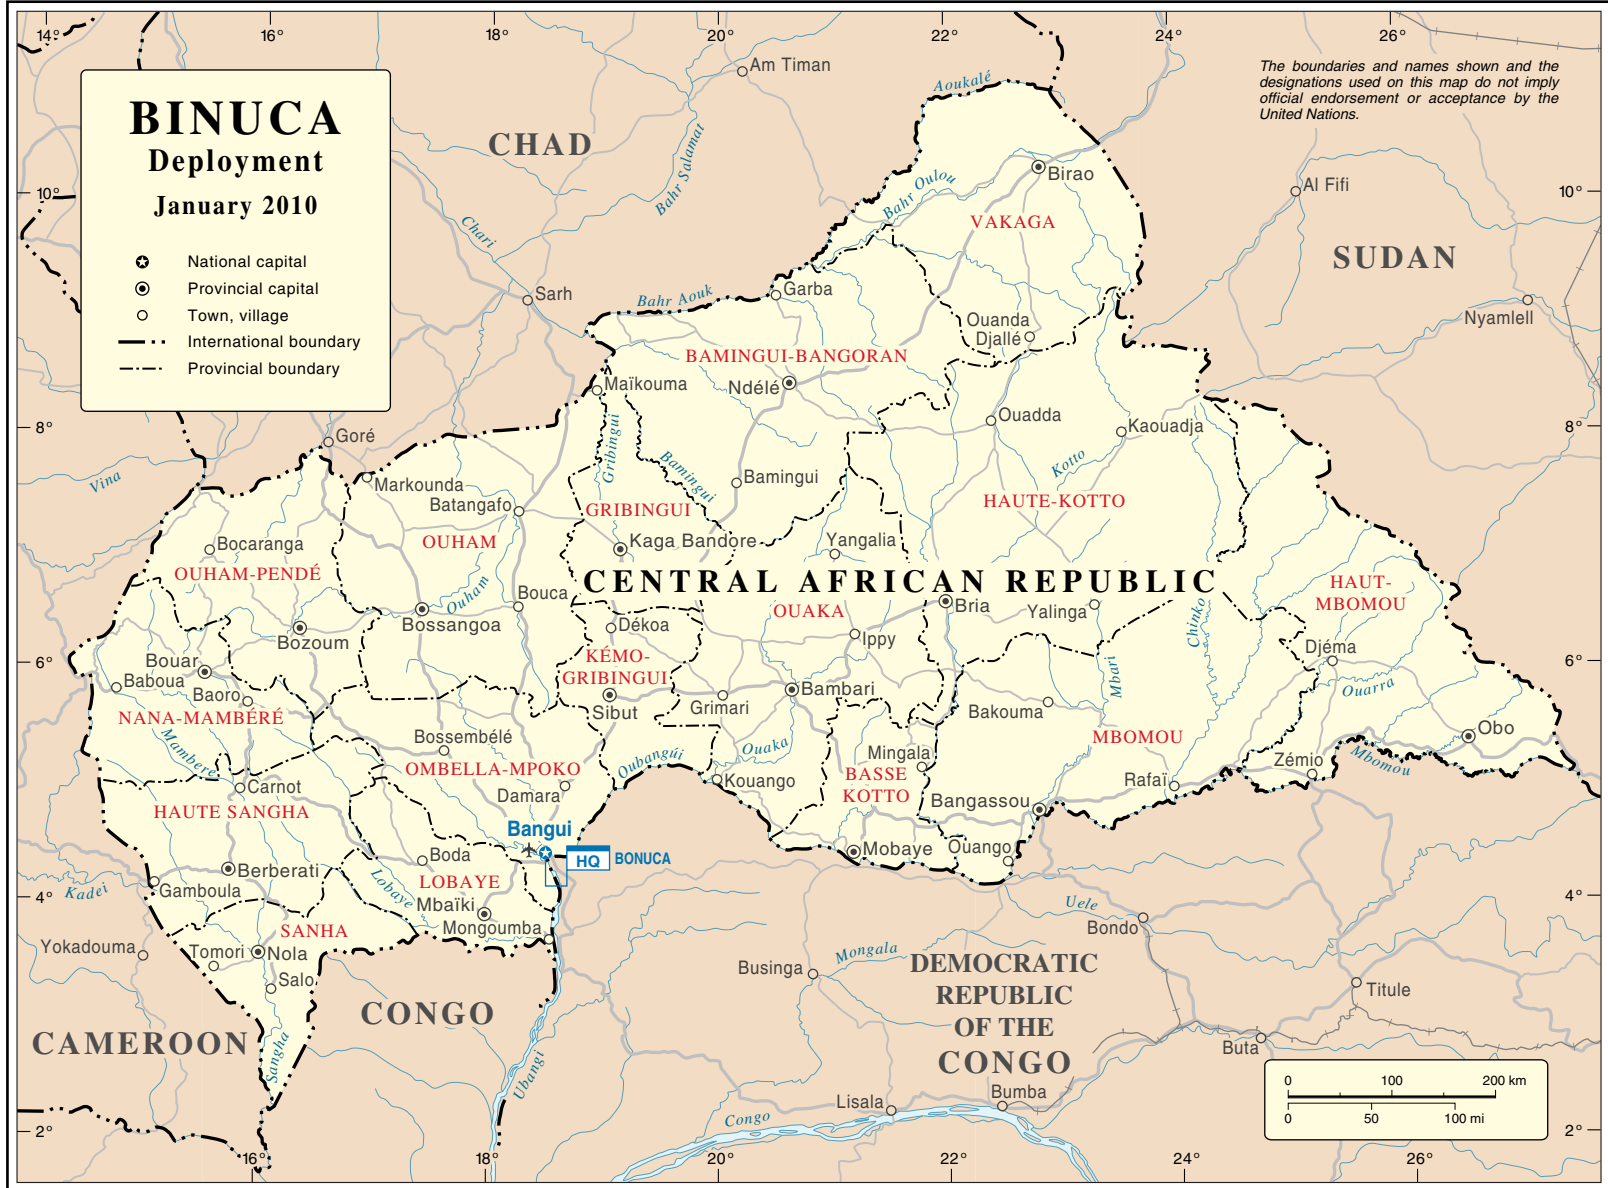 14°
16°
18°
20°
22°
24°
26°
BINUCA
Deployment
January 2010
National capital
Provincial capital
Town, village
International boundary
Provincial boundary
The boundaries and names shown and the
designations used on this map do not imply
official endorsement or acceptance by the
United Nations.
Am Timan
Aoukalé
CHAD
Bahr Salamat
Birao
Bahr Oulou
Al Fifi
10°
10°
VAKAGA
Chari
SUDAN
Sarh
Bahr Aouk
Garba
Nyamlell
Ouanda
Djallé
BAMINGUI-BANGORAN
Maïkouma
Ndélé
8°
Goré
Gribingui
Ouadda
Kaouadja
8°
Vina
Markounda
Bamingui
Bamingui
Kotto
Batangafo
GRIBINGUI
HAUTE-KOTTO
Bocaranga
OUHAM
Kaga Bandore
Yangalia
OUHAM-PENDÉ
CENTRAL AFRICAN REPUBLIC
HAUT-
MBOMOU
Ouham
Bouca
OUAKA
Bria
Yalinga
Bossangoa
Dékoa
Ippy
Chinko
Bozoum
KÉMO-
GRIBINGUI
Djéma
6°
Bouar
6°
Baboua
Baoro
Sibut
Grimari
Bambari
Mbari
Ouarra
NANA-MAMBÉRÉ
Bakouma
Mambere
Bossembélé
Oubangúi
Ouaka
Mingala
MBOMOU
Obo
OMBELLA-MPOKO
Kouango
BASSE
KOTTO
Zémio
Mbomou
Carnot
Damara
Rafaï
HAUTE SANGHA
Bangassou
Bangui
HQ
BONUCA
Boda
Mobaye
Ouango
Berberati
LOBAYE
Lobaye
Gamboula
Kadei
Mbaïki
4°
4°
SANHA
Mongoumba
Uele
Bondo
Yokadouma
Tomori
Nola
Mongala
Salo
Businga
DEMOCRATIC
REPUBLIC
OF THE
CONGO
Titule
CONGO
CAMEROON
Sangha
Ubangi
Buta
Bumba
Lisala
Congo
0
100
200 km
0
50
100 mi
2°
2°
16°
18°
20°
22°
24°
26°